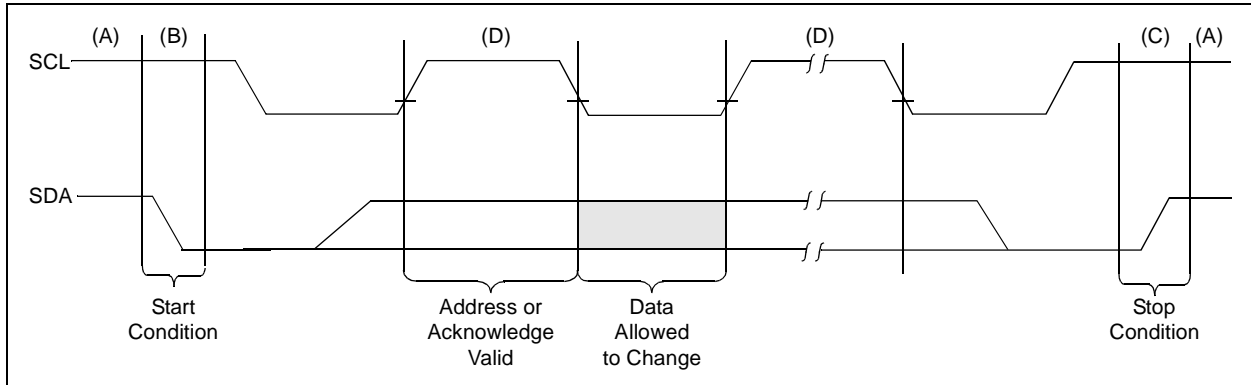 (A) (B) (D) (D) (C) (A)
SCL
SDA
Start
Condition
Address or
Acknowledge
Valid
Data
Allowed
to Change
Stop
Condition